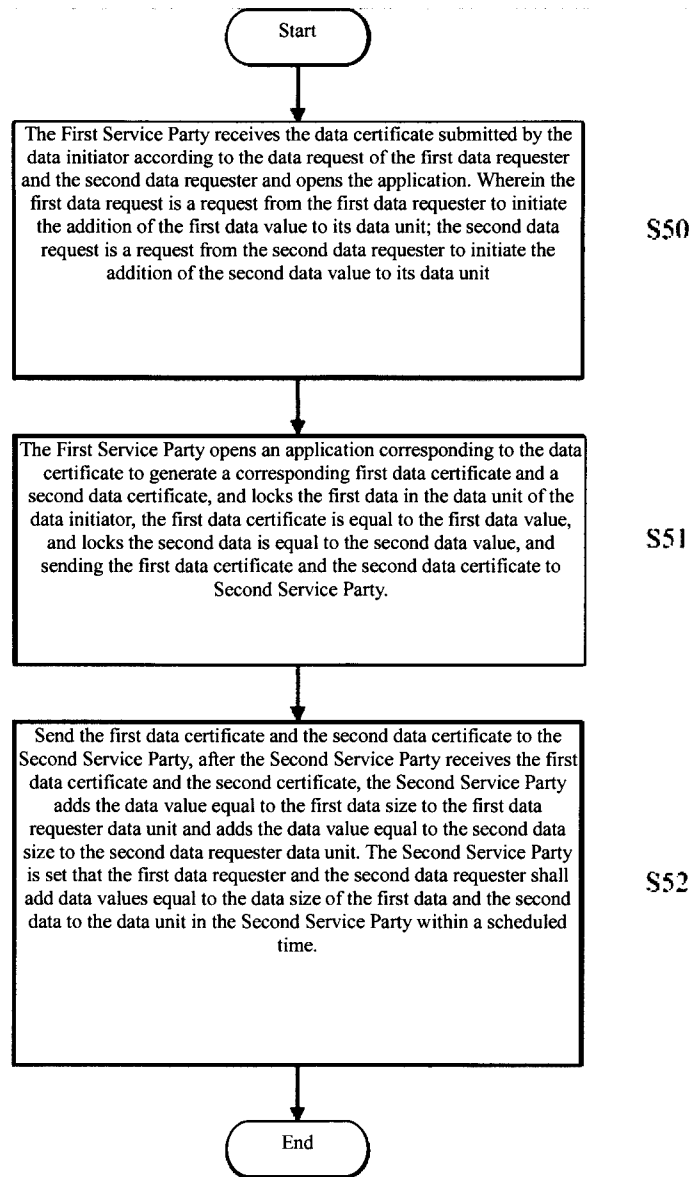 Start
The First Service Party receives the data certificate submitted by the
data initiator according to the data request of the first data requester
and the second data requester and opens the application. Wherein the
first data request is a request from the first data requester to initiate
the addition of the first data value to its data unit; the second data
request is a request from the second data requester to initiate the
addition of the second data value to its data unit
S50
The First Service Party opens an application corresponding to the data
certificate to generate a corresponding first data certificate and a
second data certificate, and locks the first data in the data unit of the
data initiator, the first data certificate is equal to the first data value,
and locks the second data is equal to the second data value, and
sending the first data certificate and the second data certificate to
Second Service Party.
S51
Send the first data certificate and the second data certificate to the
Second Service Party, after the Second Service Party receives the first
data certificate and the second certificate, the Second Service Party
adds the data value equal to the first data size to the first data
requester data unit and adds the data value equal to the second data
size to the second data requester data unit. The Second Service Party
is set that the first data requester and the second data requester shall
add data values equal to the data size of the first data and the second
data to the data unit in the Second Service Party within a scheduled
time.
S52
End